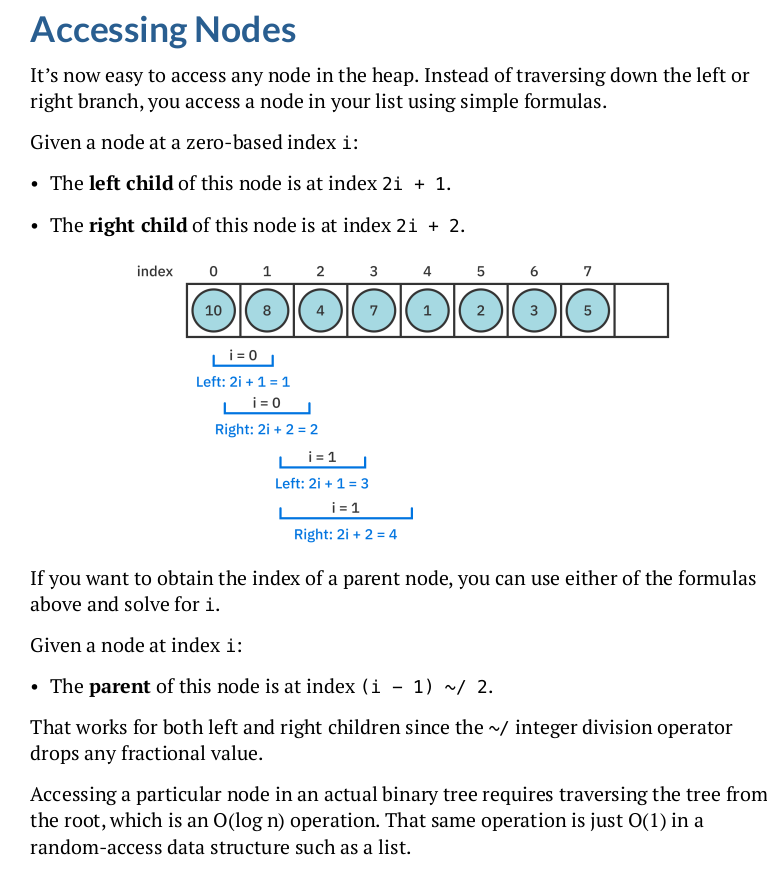 Accessing Nodes
It’s now easy to access any node in the heap. Instead of traversing down the left or
right branch, you access a node in your list using simple formulas.
Given a node at a zero-based index i:
• The left child of this node is at index 2i + 1.
• The right child of this node is at index 2i + 2.
index 0 1 2 3 4 5 6 7
10 8 4 7 1 2 3 5
i = 0
Left: 2i + 1 = 1
i = 0
Right: 2i + 2 = 2
i = 1
Left: 2i + 1 = 3
i = 1
Right: 2i + 2 = 4
If you want to obtain the index of a parent node, you can use either of the formulas
above and solve for i.
Given a node at index i:
• The parent of this node is at index (i - 1) ~/ 2.
That works for both left and right children since the ~/ integer division operator
drops any fractional value.
Accessing a particular node in an actual binary tree requires traversing the tree from
the root, which is an O(log n) operation. That same operation is just O(1) in a
random-access data structure such as a list.